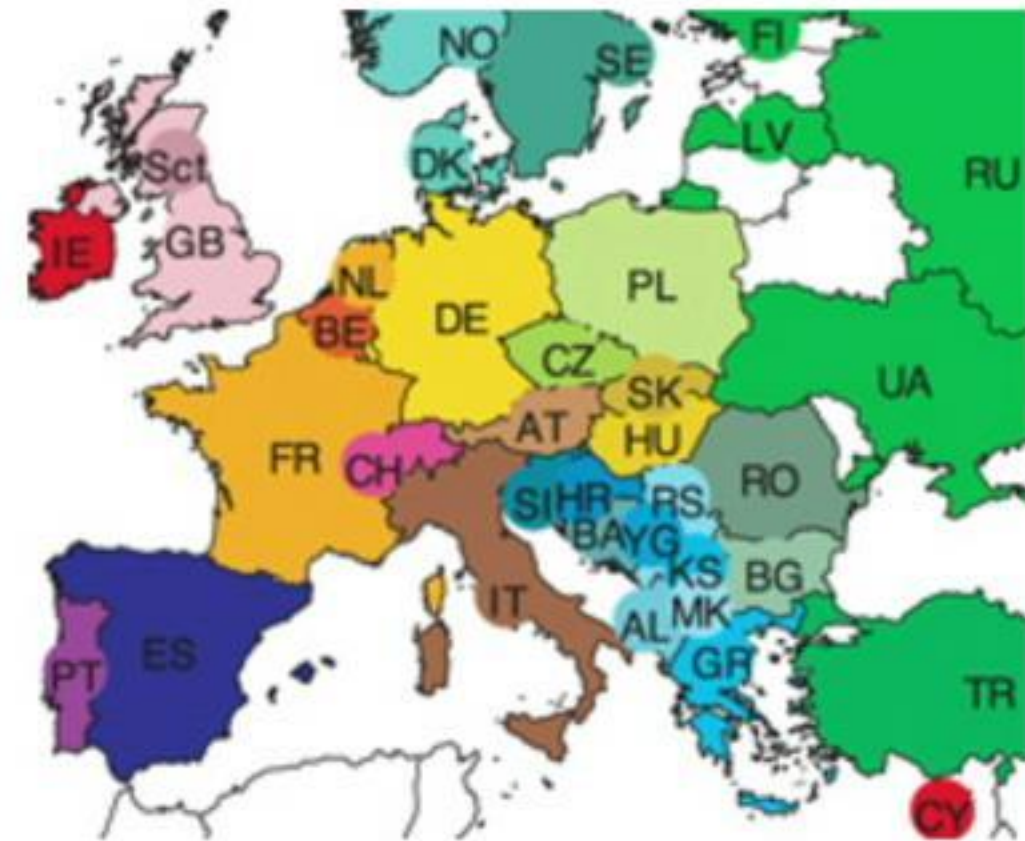 NO
SE
FI
LV
DK
Sct
RU
IE
GB
NL
PL
DE
BE
CZ
UA
SK
AT
HU
FR
CH
RO
SI
HR
RS
BA
YG
KS
BG
IT
AL
MK
ES
PT
GR
TR
CY